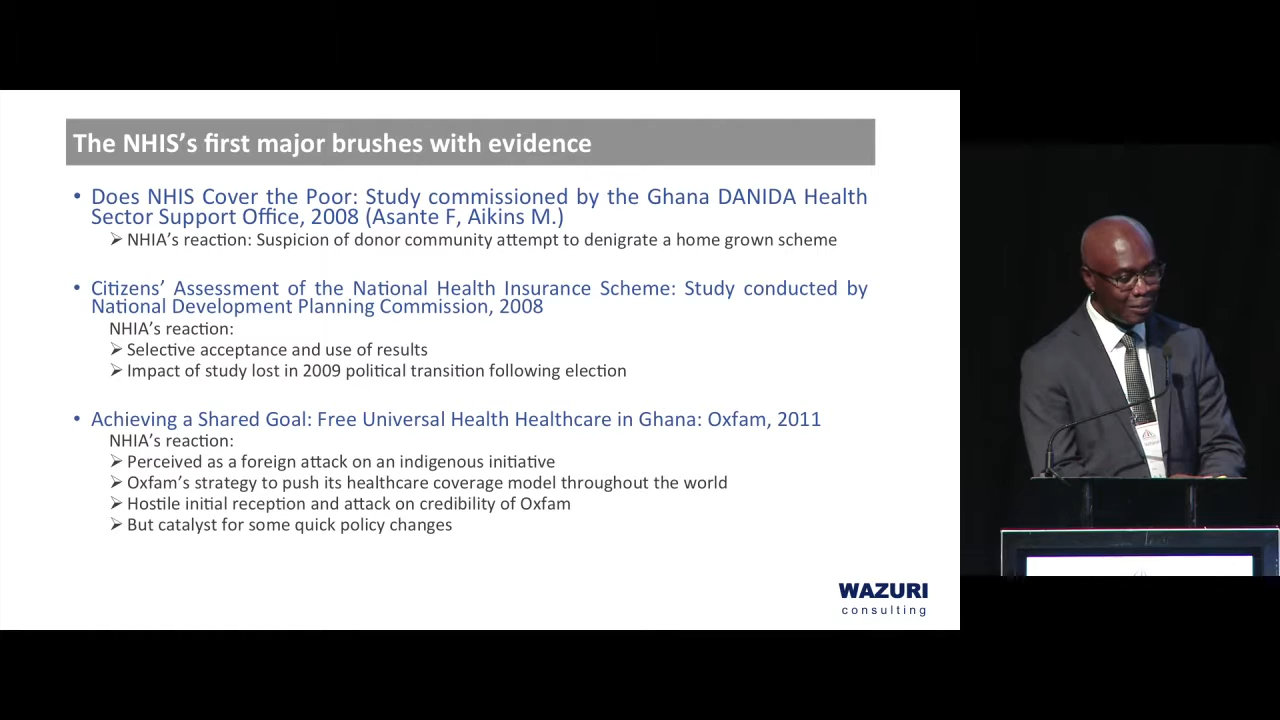 The NHIS’s first major brushes with evidence
• Does NHIS Cover the Poor: Study commissioned by the Ghana DANIDA Health
Sector Support Office, 2008 (Asante F, Aikins M.)
➢ NHIA’s reaction: Suspicion of donor community attempt to denigrate a home grown scheme
• Citizens’ Assessment of the National Health Insurance Scheme: Study conducted by
National Development Planning Commission, 2008
NHIA’s reaction:
➢ Selective acceptance and use of results
➢ Impact of study lost in 2009 political transition following election
• Achieving a Shared Goal: Free Universal Health Healthcare in Ghana: Oxfam, 2011
NHIA’s reaction:
➢ Perceived as a foreign attack on an indigenous initiative
➢ Oxfam’s strategy to push its healthcare coverage model throughout the world
➢ Hostile initial reception and attack on credibility of Oxfam
➢ But catalyst for some quick policy changes
WAZURI
consulting